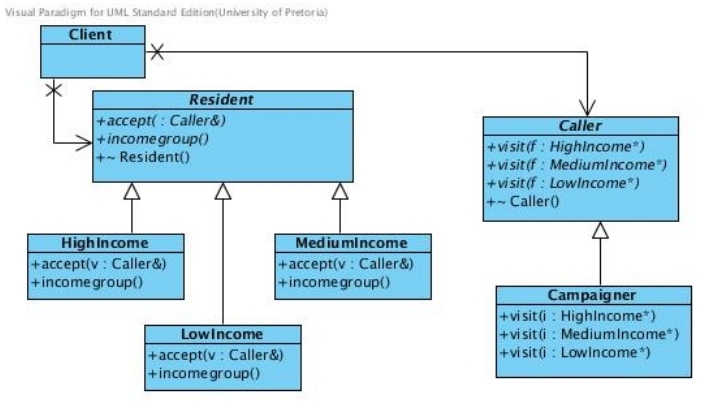 Visual Paradigm for UML Standard Edition(University of Pretoria)
Client
Resident
+accept( : Caller&)
+incomegroup()
+~ Resident()
Caller
+visit(f : HighIncome*)
+visit(f : MediumIncome*)
+visit(f : LowIncome*)
+~ Caller()
HighIncome
+accept(v : Caller&)
+incomegroup()
MediumIncome
+accept(v : Caller&)
+incomegroup()
LowIncome
+accept(v : Caller&)
+incomegroup()
Campaigner
+visit(i : HighIncome*)
+visit(i : MediumIncome*)
+visit(i : LowIncome*)